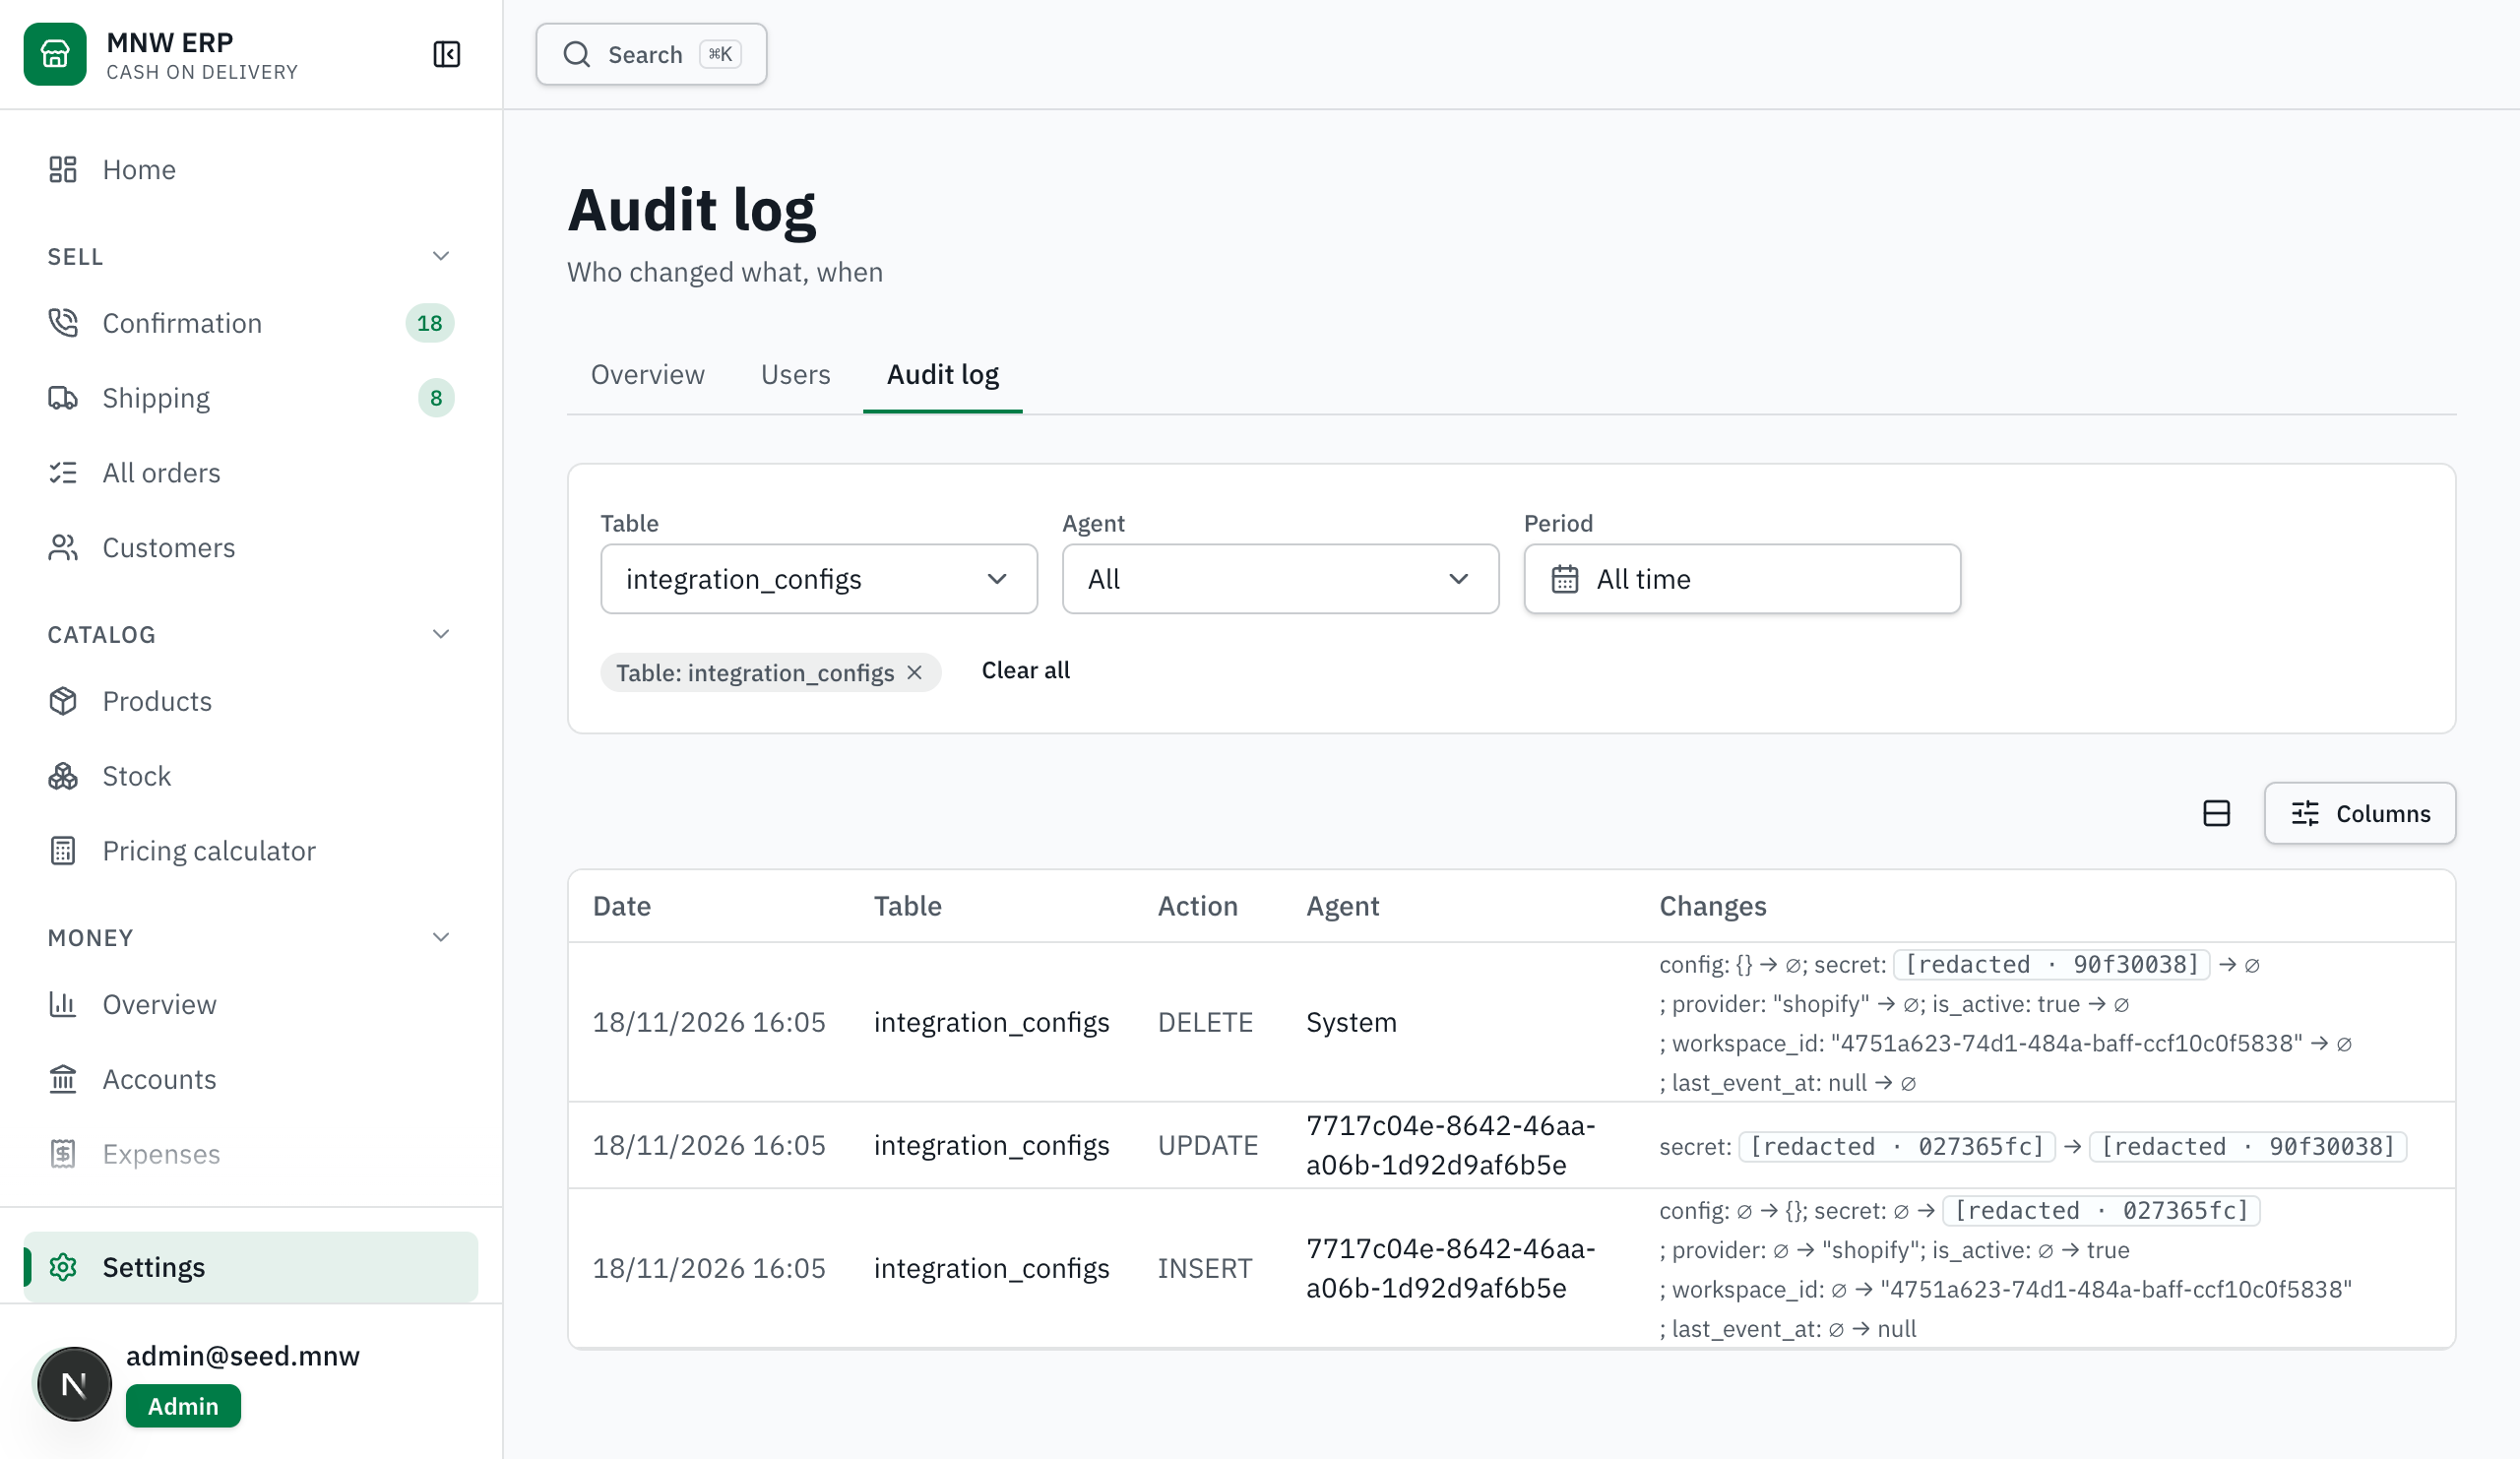 MNW ERP
CASH ON DELIVERY
Search ⌘K
Home
SELL
Confirmation 18
Shipping 8
All orders
Customers
CATALOG
Products
Stock
Pricing calculator
MONEY
Overview
Accounts
Expenses
Settings
N
admin@seed.mnw
Admin
Audit log
Who changed what, when
Overview Users Audit log
Table Agent Period
integration_configs All All time
Table: integration_configs × Clear all
Columns
Date Table Action Agent Changes
18/11/2026 16:05 integration_configs DELETE System
config: {} → ∅; secret: [redacted · 90f30038] → ∅
; provider: "shopify" → ∅; is_active: true → ∅
; workspace_id: "4751a623-74d1-484a-baff-ccf10c0f5838" → ∅
; last_event_at: null → ∅
18/11/2026 16:05 integration_configs UPDATE
7717c04e-8642-46aa-
a06b-1d92d9af6b5e
secret: [redacted · 027365fc] → [redacted · 90f30038]
18/11/2026 16:05 integration_configs INSERT
7717c04e-8642-46aa-
a06b-1d92d9af6b5e
config: ∅ → {}; secret: ∅ → [redacted · 027365fc]
; provider: ∅ → "shopify"; is_active: ∅ → true
; workspace_id: ∅ → "4751a623-74d1-484a-baff-ccf10c0f5838"
; last_event_at: ∅ → null